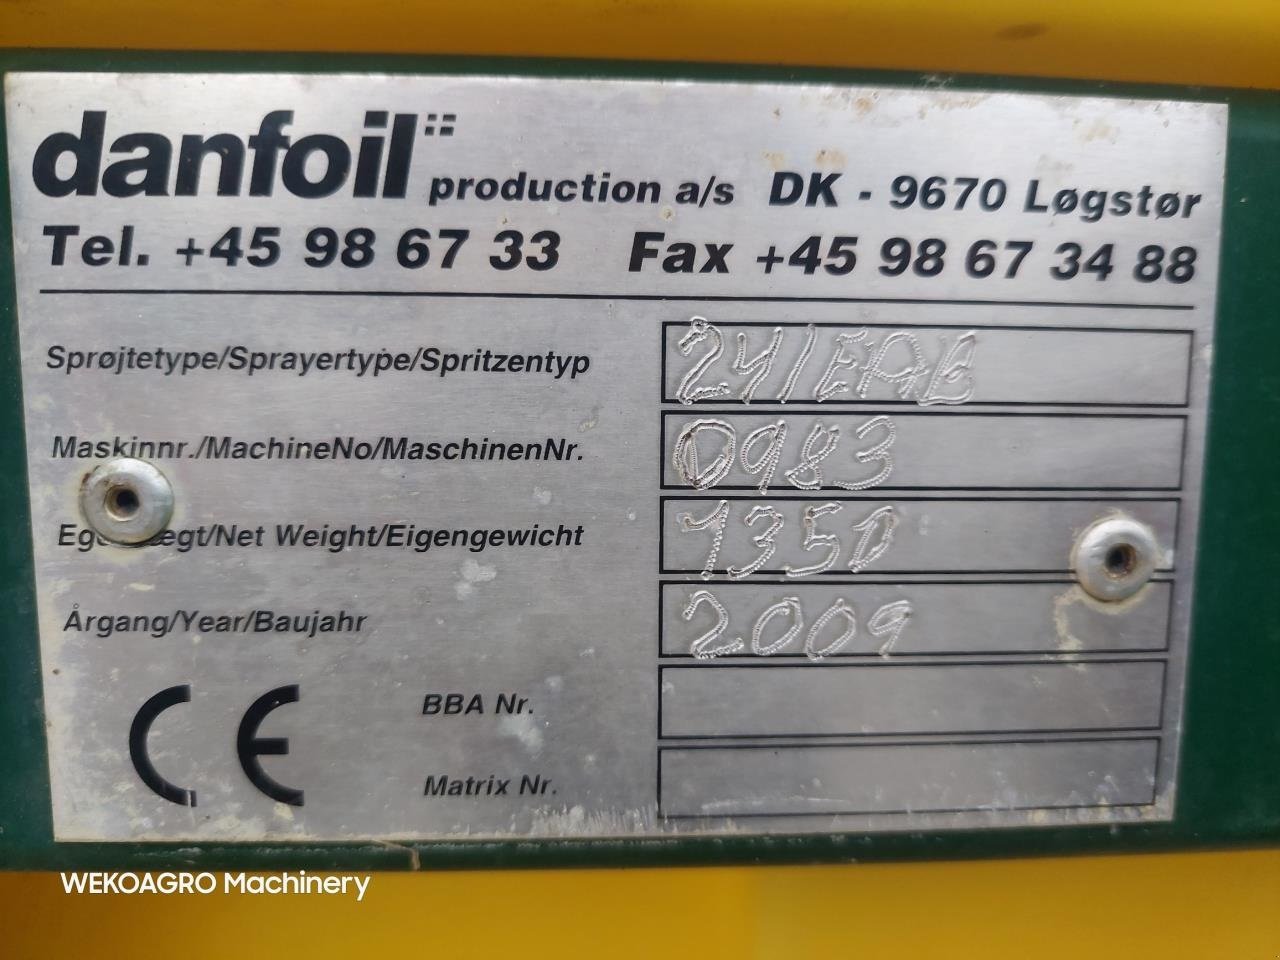 danfoil production a/s DK - 9670 Løgstør
Tel. +45 98 67 33 Fax +45 98 67 34 88
Sprøjtetype/Sprayertype/Spritzentyp
Maskinnr./MachineNo/MaschinenNr. 0983
/Net Weight/Eigengewicht 1350
Årgang/Year/Baujahr 2009
CE BBA Nr.
Matrix Nr.
WEKOAGRO Machinery